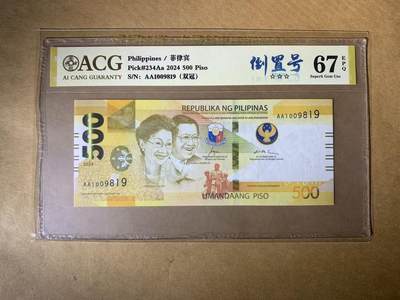 ACG
AI CANG GUARANTY
Philippines / 菲律宾
Pick#234Aa 2024 500 Piso
S/N: AA1009819 (双冠)
倒置号
☆☆☆
67 EPQ
Superb Gem Unc
REPUBLIKA NG PILIPINAS
500
AA1009819
2024
AA1009819
LIMANDAANG PISO
500